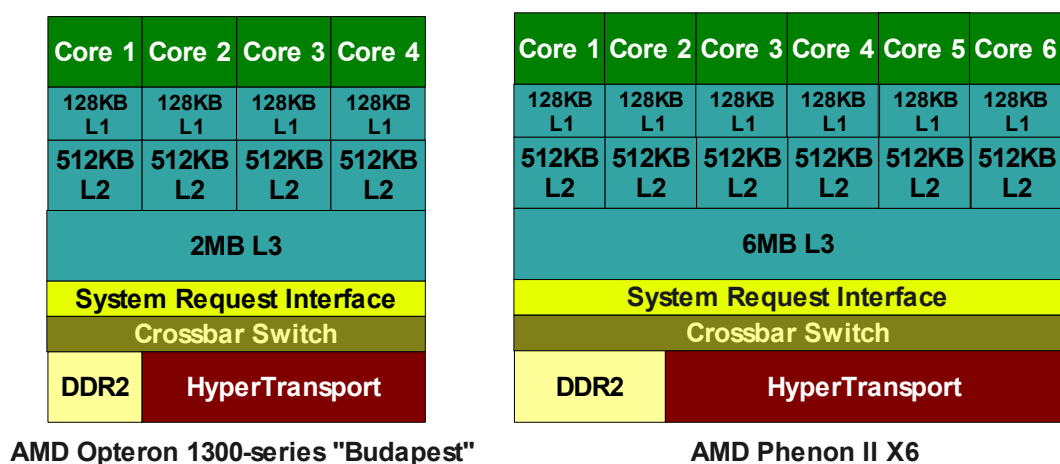 Core 1 Core 2 Core 3 Core 4
128KB 128KB 128KB 128KB
L1 L1 L1 L1
512KB 512KB 512KB 512KB
L2 L2 L2 L2
2MB L3
System Request Interface
Crossbar Switch
DDR2 HyperTransport
AMD Opteron 1300-series "Budapest"
Core 1 Core 2 Core 3 Core 4 Core 5 Core 6
128KB 128KB 128KB 128KB 128KB 128KB
L1 L1 L1 L1 L1 L1
512KB 512KB 512KB 512KB 512KB 512KB
L2 L2 L2 L2 L2 L2
6MB L3
System Request Interface
Crossbar Switch
DDR2 HyperTransport
AMD Phenon II X6